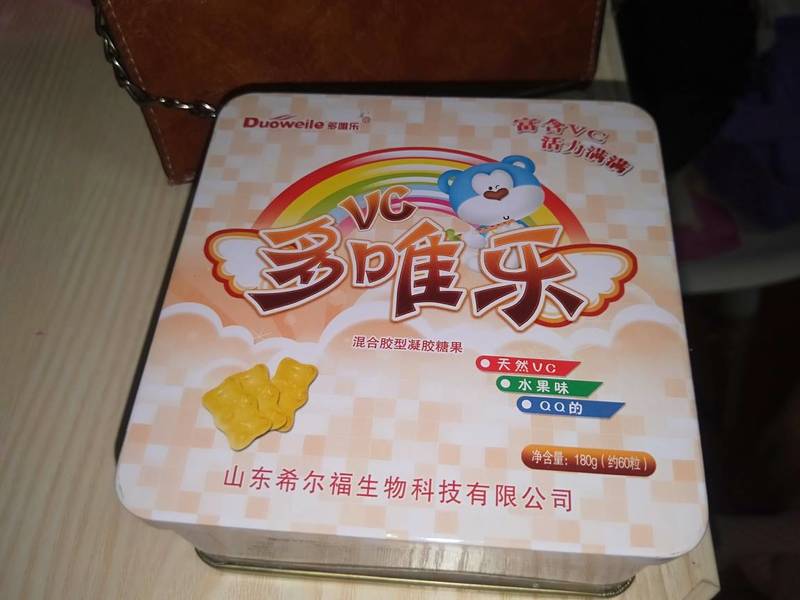 Duoweile 多唯乐
富含VC
活力满满
VC
多唯乐
混合胶型凝胶糖果
天然VC
水果味
QQ的
净含量：180g（约60粒）
山东希尔福生物科技有限公司